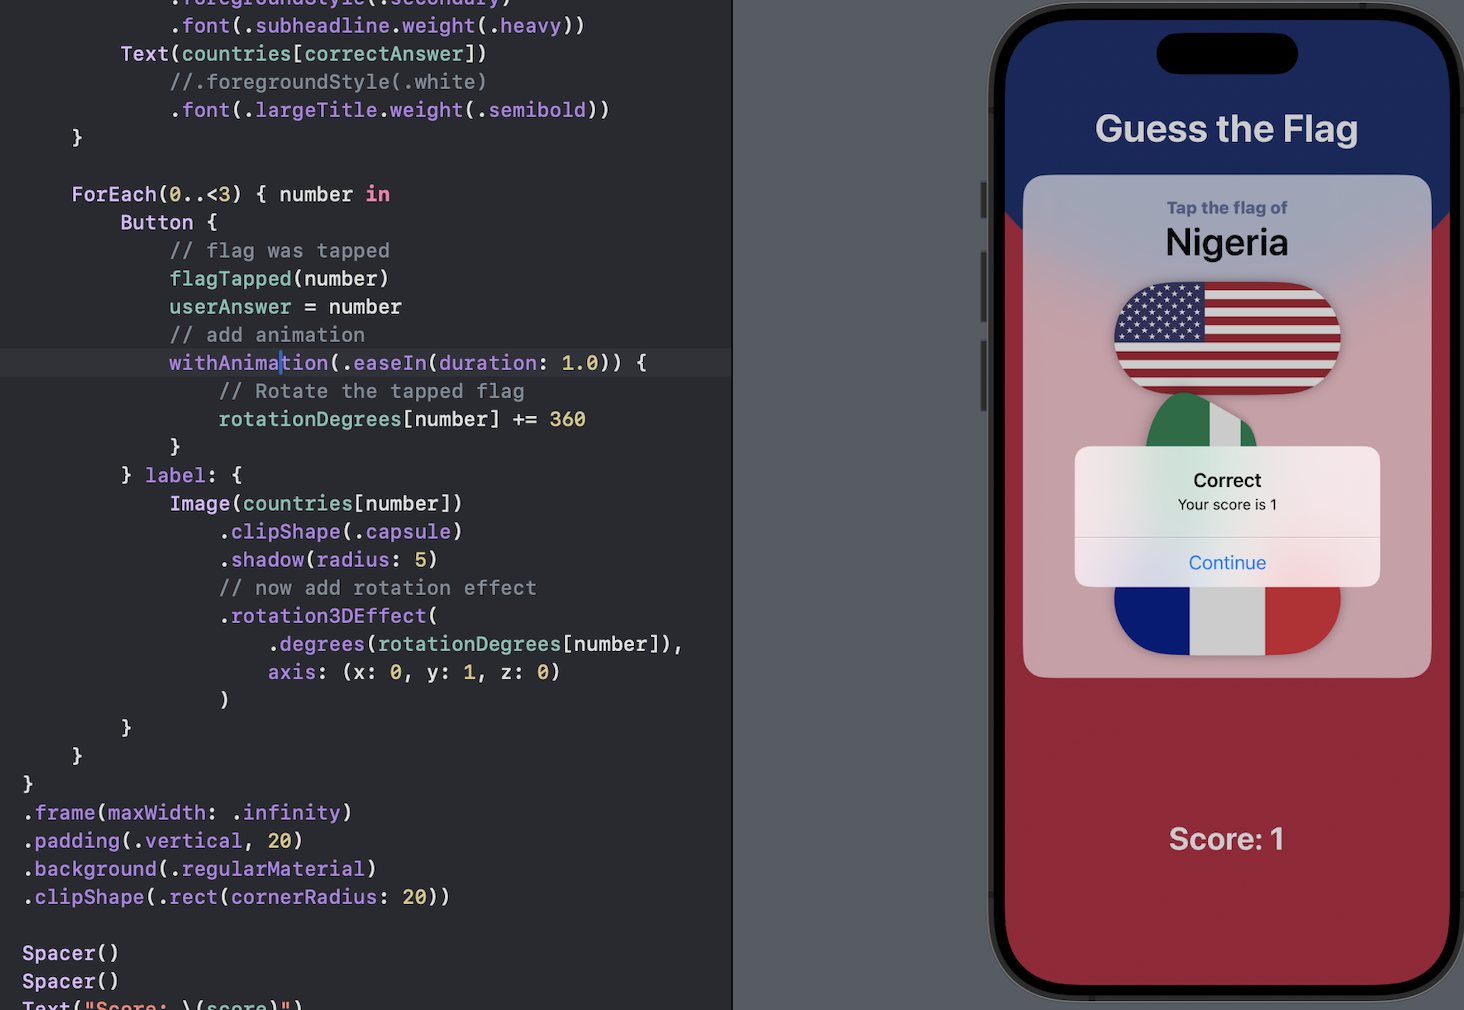 .foregroundStyle(.secondary)
.font(.subheadline.weight(.heavy))
Text(countries[correctAnswer])
//.foregroundStyle(.white)
.font(.largeTitle.weight(.semibold))
}
ForEach(0..<3) { number in
Button {
// flag was tapped
flagTapped(number)
userAnswer = number
// add animation
withAnimation(.easeIn(duration: 1.0)) {
// Rotate the tapped flag
rotationDegrees[number] += 360
}
} label: {
Image(countries[number])
.clipShape(.capsule)
.shadow(radius: 5)
// now add rotation effect
.rotation3DEffect(
.degrees(rotationDegrees[number]),
axis: (x: 0, y: 1, z: 0)
)
}
}
}
.frame(maxWidth: .infinity)
.padding(.vertical, 20)
.background(.regularMaterial)
.clipShape(.rect(cornerRadius: 20))
Spacer()
Spacer()
Text("Score: \(score)")
Guess the Flag
Tap the flag of
Nigeria
Correct
Your score is 1
Continue
Score: 1